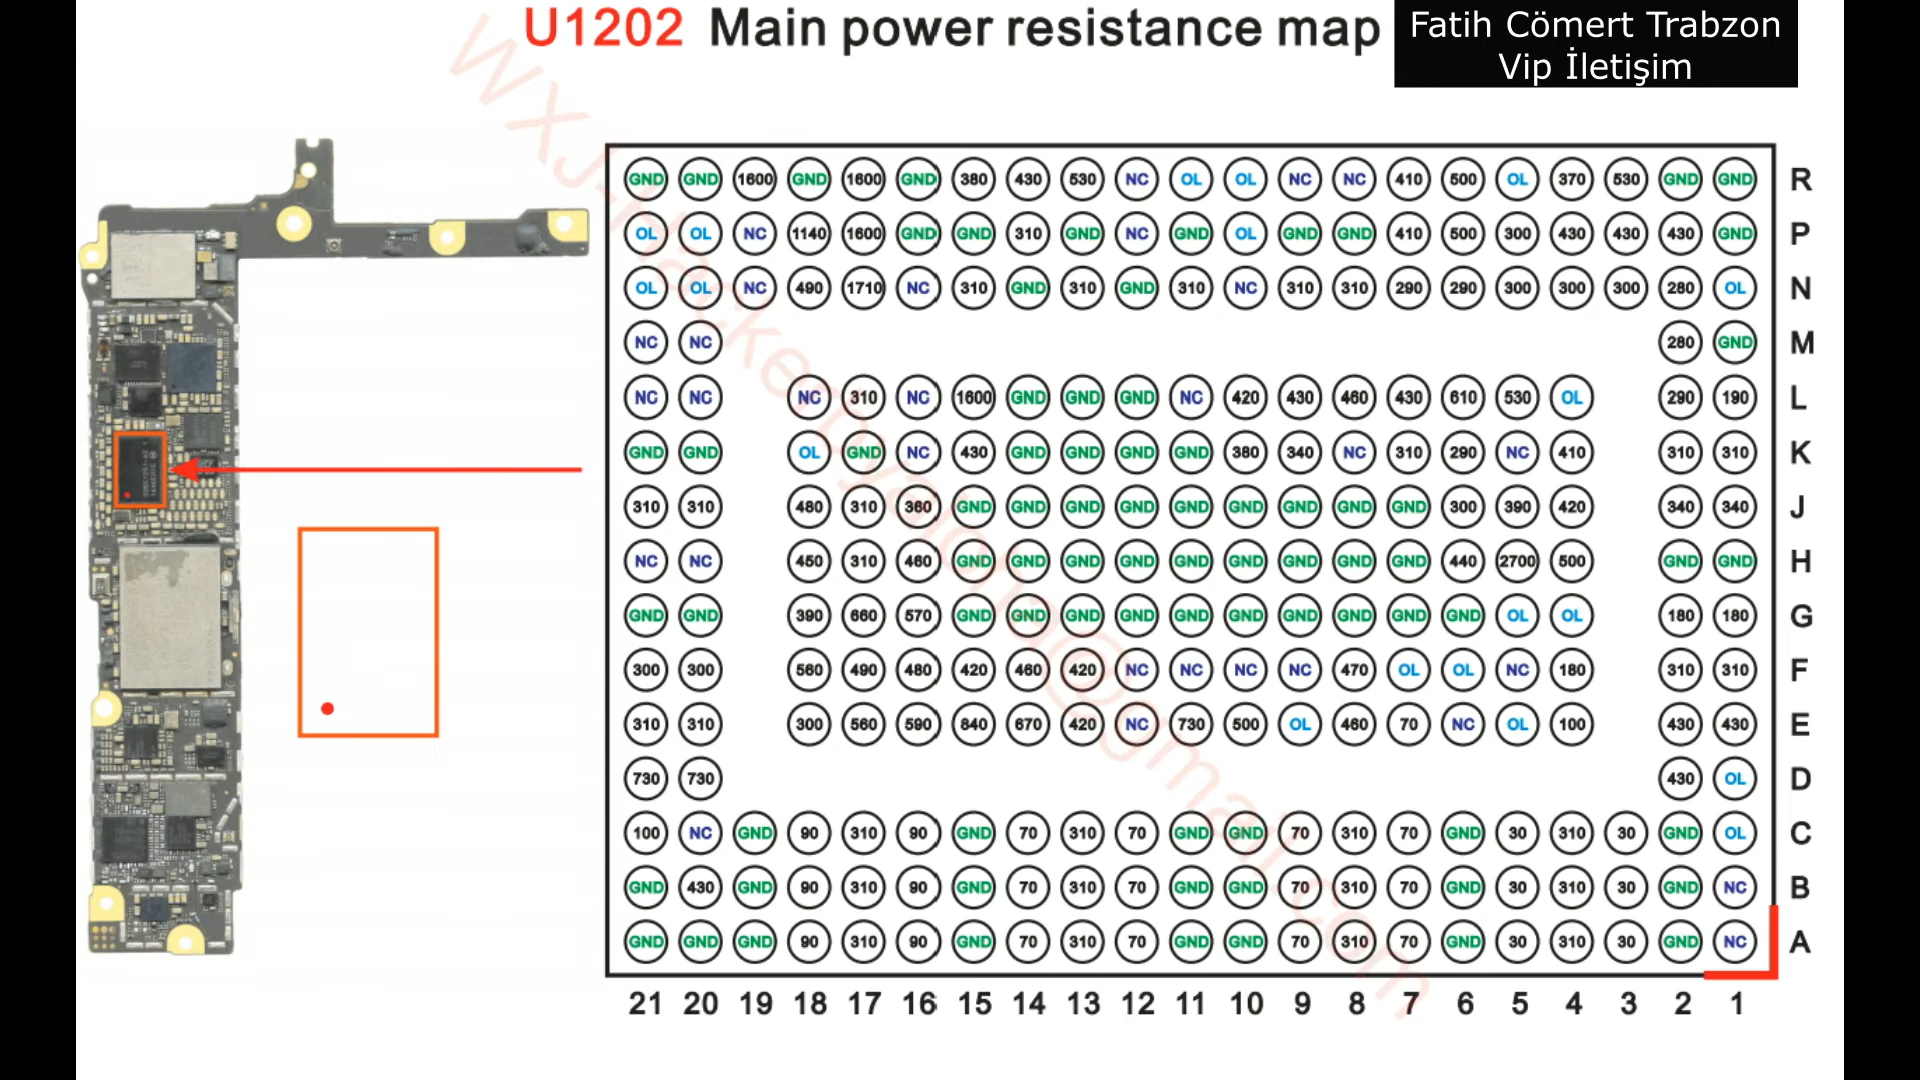 U1202 Main power resistance map
Fatih Cömert Trabzon
Vip İletişim
WXJ-Hackerbyaloha@gmail.com
GND GND 1600 GND 1600 GND 380 430 530 NC OL OL NC NC 410 500 OL 370 530 GND GND R
OL OL NC 1140 1600 GND GND 310 GND NC GND OL GND GND 410 500 300 430 430 430 GND P
OL OL NC 490 1710 NC 310 GND 310 GND 310 NC 310 310 290 290 300 300 300 280 OL N
NC NC 280 GND M
NC NC NC 310 NC 1600 GND GND GND NC 420 430 460 430 610 530 OL 290 190 L
GND GND OL GND NC 430 GND GND GND GND 380 340 NC 310 290 NC 410 310 310 K
310 310 480 310 360 GND GND GND GND GND GND GND GND GND 300 390 420 340 340 J
NC NC 450 310 460 GND GND GND GND GND GND GND GND GND 440 2700 500 GND GND H
GND GND 390 660 570 GND GND GND GND GND GND GND GND GND GND OL OL 180 180 G
300 300 560 490 480 420 460 420 NC NC NC NC 470 OL OL NC 180 310 310 F
310 310 300 560 590 840 670 420 NC 730 500 OL 460 70 NC OL 100 430 430 E
730 730 430 OL D
100 NC GND 90 310 90 GND 70 310 70 GND GND 70 310 70 GND 30 310 30 GND OL C
GND 430 GND 90 310 90 GND 70 310 70 GND GND 70 310 70 GND 30 310 30 GND NC B
GND GND GND 90 310 90 GND 70 310 70 GND GND 70 310 70 GND 30 310 30 GND NC A
21 20 19 18 17 16 15 14 13 12 11 10 9 8 7 6 5 4 3 2 1